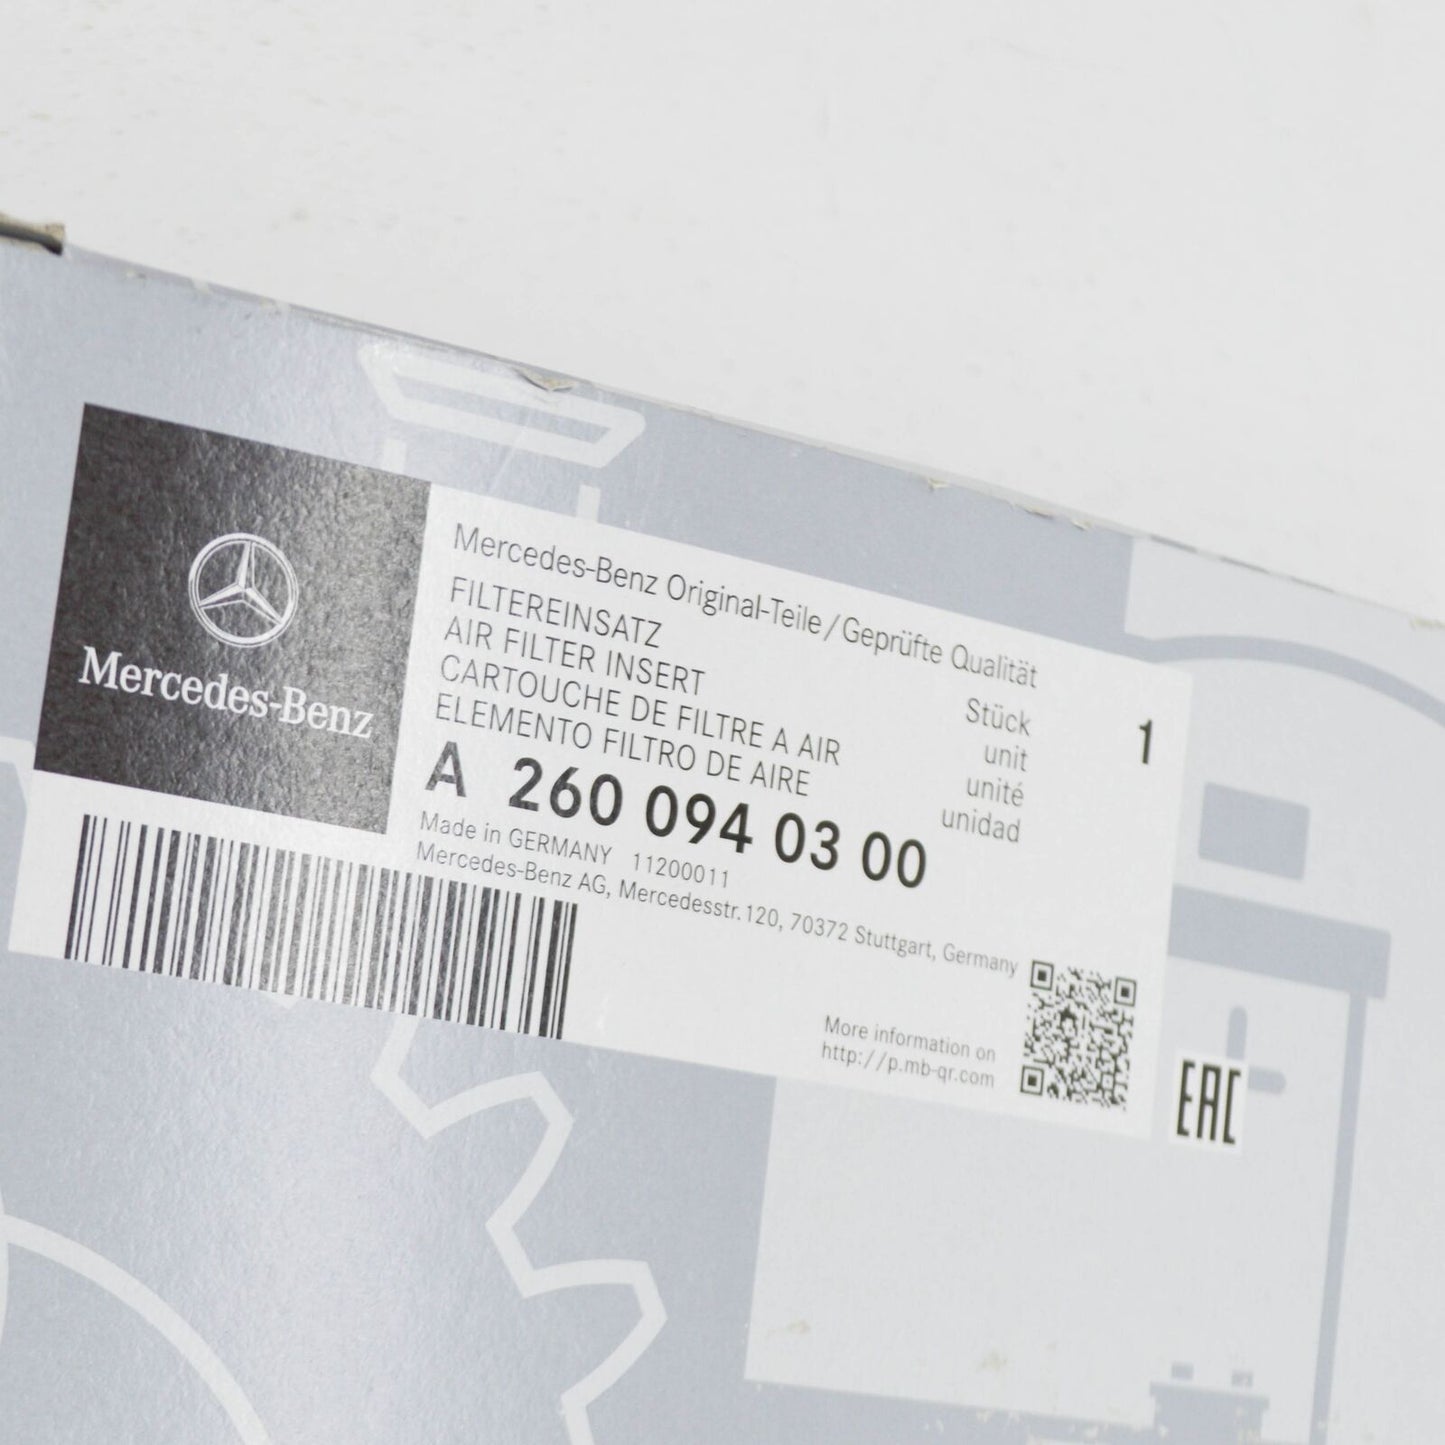 Mercedes-Benz
Mercedes-Benz Original-Teile/Geprüfte Qualität
FILTEREINSATZ
AIR FILTER INSERT
CARTOUCHE DE FILTRE A AIR
ELEMENTO FILTRO DE AIRE
Stück 1
unit
unité
unidad
A 260 094 03 00
Made in GERMANY 11200011
Mercedes-Benz AG, Mercedesstr.120, 70372 Stuttgart, Germany
More information on
http://p.mb-qr.com
EAC